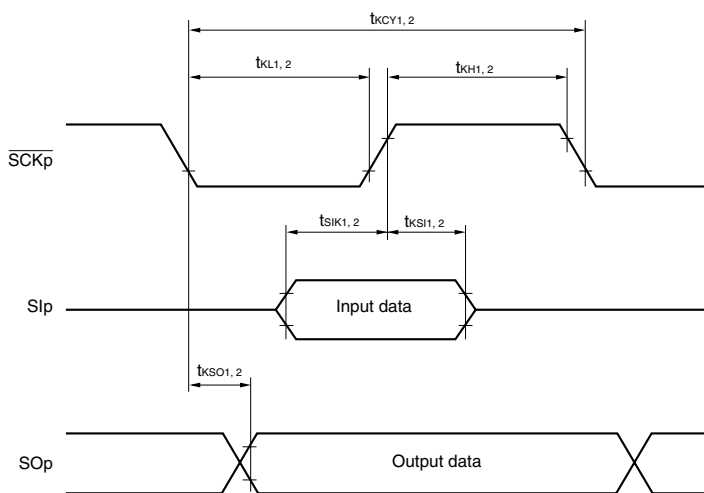 tKCY1, 2
tKL1, 2
tKH1, 2
SCKp
tSIK1, 2
tKSI1, 2
SIp
Input data
tKSO1, 2
SOp
Output data